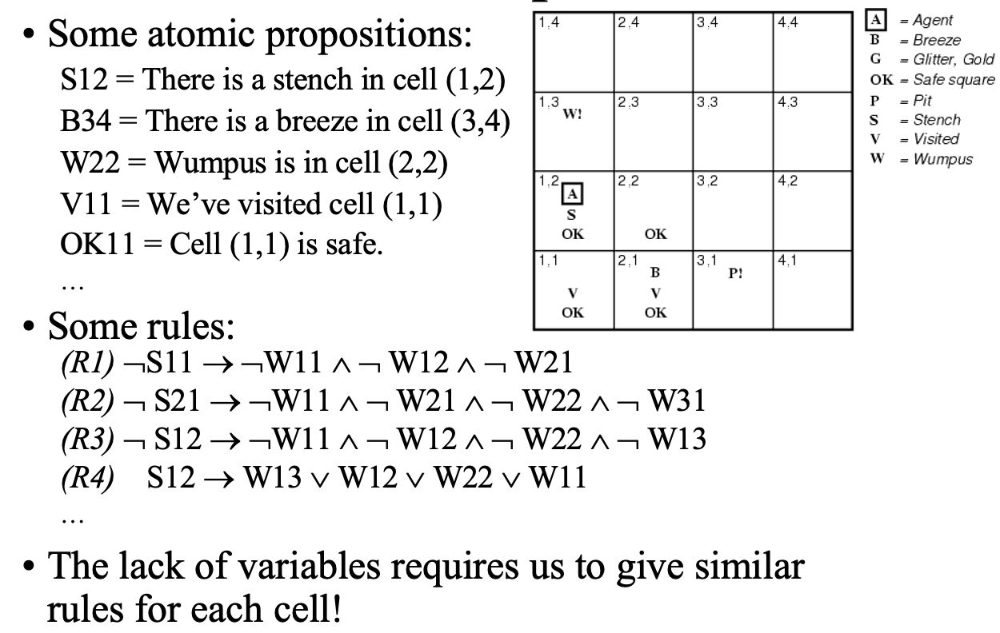 • Some atomic propositions:
S12 = There is a stench in cell (1,2)
B34 = There is a breeze in cell (3,4)
W22 = Wumpus is in cell (2,2)
V11 = We’ve visited cell (1,1)
OK11 = Cell (1,1) is safe.
…
• Some rules:
(R1) ¬S11 → ¬W11 ∧ ¬ W12 ∧ ¬ W21
(R2) ¬ S21 → ¬W11 ∧ ¬ W21 ∧ ¬ W22 ∧ ¬ W31
(R3) ¬ S12 → ¬W11 ∧ ¬ W12 ∧ ¬ W22 ∧ ¬ W13
(R4) S12 → W13 ∨ W12 ∨ W22 ∨ W11
…
• The lack of variables requires us to give similar
rules for each cell!
1,4 2,4 3,4 4,4
1,3 2,3 3,3 4,3
W!
1,2 2,2 3,2 4,2
A
S
OK OK
1,1 2,1 3,1 4,1
B P!
V V
OK OK
A = Agent
B = Breeze
G = Glitter, Gold
OK = Safe square
P = Pit
S = Stench
V = Visited
W = Wumpus